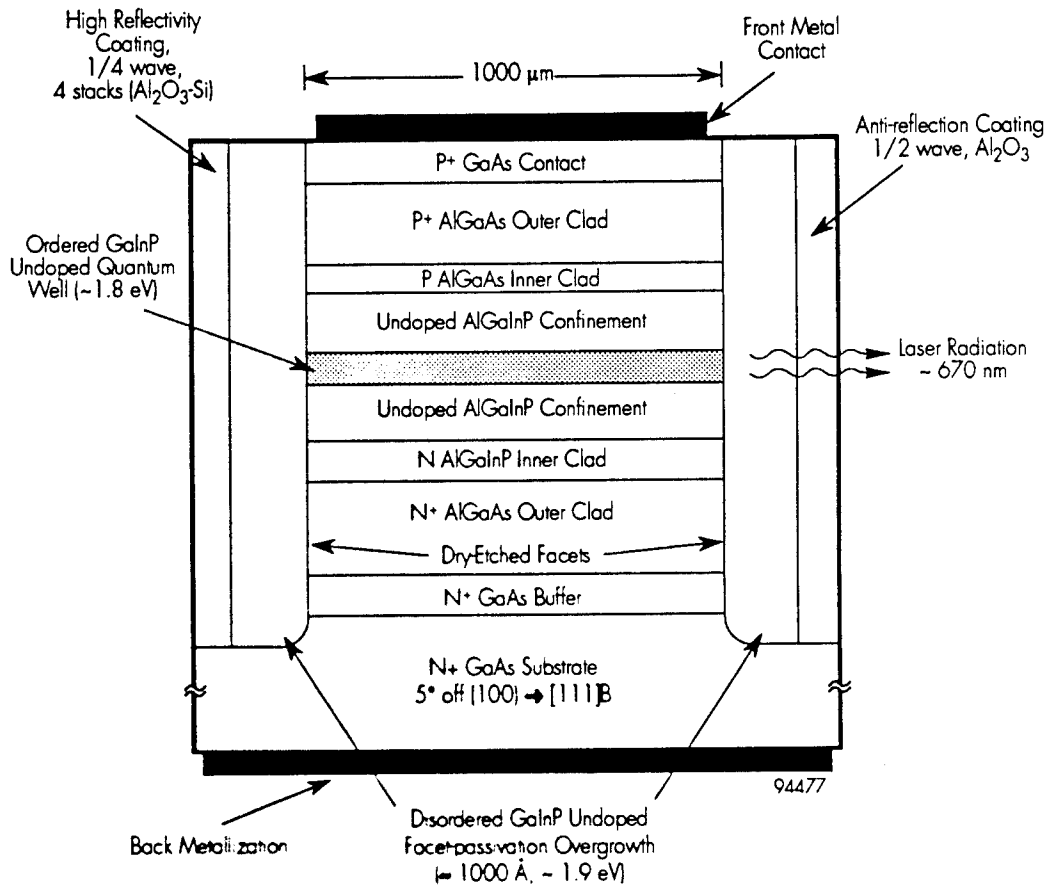 High Reflectivity
Coating,
1/4 wave,
4 stacks (Al2O3-Si)
1000 μm
Front Metal
Contact
Anti-reflection Coating
1/2 wave, Al2O3
P+ GaAs Contact
P+ AlGaAs Outer Clad
Ordered GaInP
Undoped Quantum
Well (~1.8 eV)
P AlGaAs Inner Clad
Undoped AlGaInP Confinement
Laser Radiation
~ 670 nm
Undoped AlGaInP Confinement
N AlGaInP Inner Clad
N+ AlGaAs Outer Clad
Dry-Etched Facets
N+ GaAs Buffer
N+ GaAs Substrate
5° off (100) → [111]B
94477
Back Metalization
Disordered GaInP Undoped
Facet-passivation Overgrowth
(≈ 1000 Å, ~ 1.9 eV)